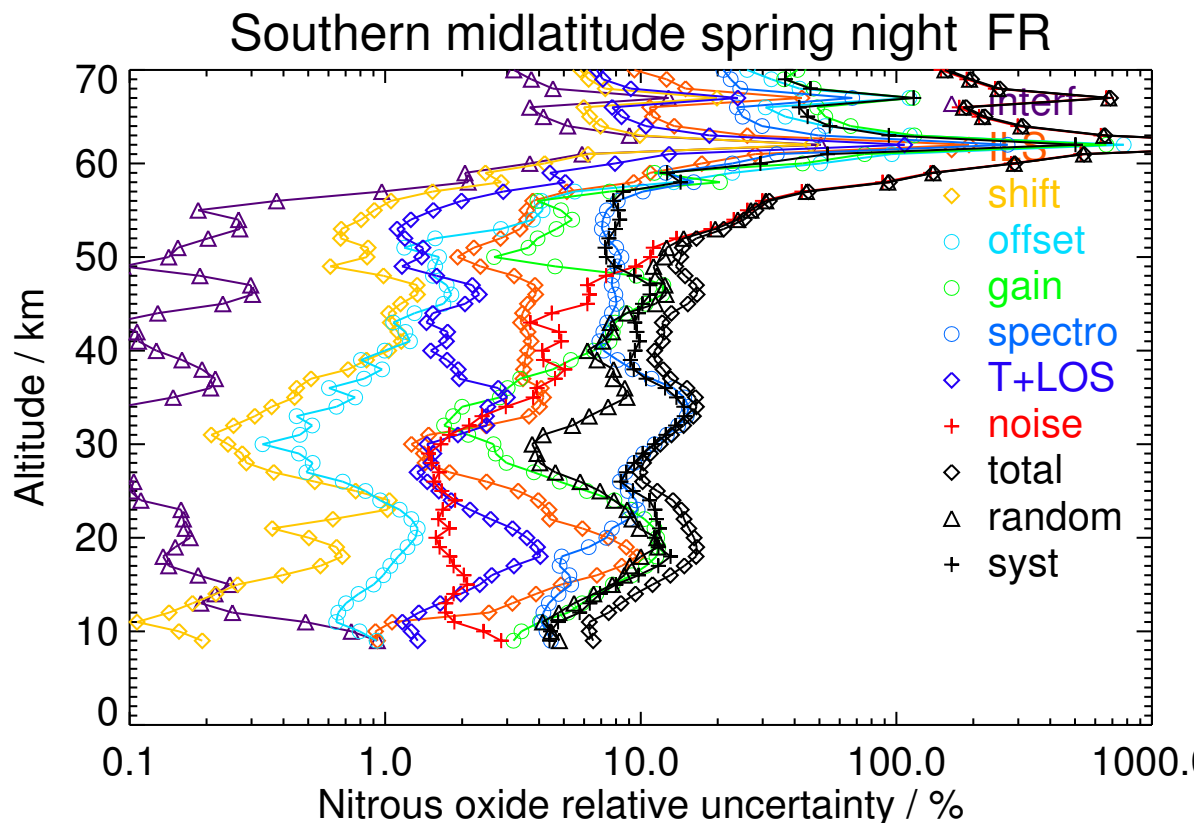 Southern midlatitude spring night FR
70
60
50
40
30
20
10
0
Altitude / km
interf
ILS
shift
offset
gain
spectro
T+LOS
noise
total
random
syst
0.1
1.0
10.0
100.0
1000.0
Nitrous oxide relative uncertainty / %